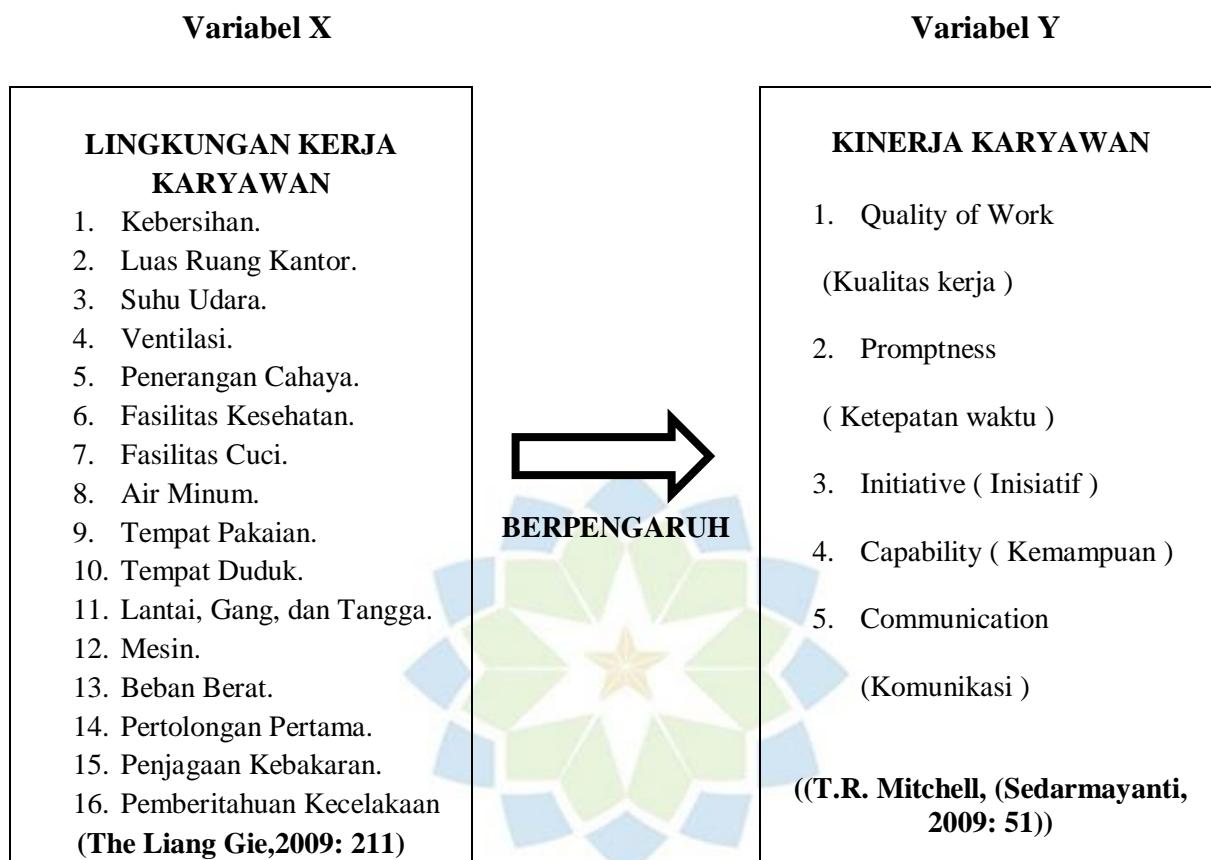 Variabel X
Variabel Y
LINGKUNGAN KERJA
KARYAWAN
1. Kebersihan.
2. Luas Ruang Kantor.
3. Suhu Udara.
4. Ventilasi.
5. Penerangan Cahaya.
6. Fasilitas Kesehatan.
7. Fasilitas Cuci.
8. Air Minum.
9. Tempat Pakaian.
10. Tempat Duduk.
11. Lantai, Gang, dan Tangga.
12. Mesin.
13. Beban Berat.
14. Pertolongan Pertama.
15. Penjagaan Kebakaran.
16. Pemberitahuan Kecelakaan
(The Liang Gie,2009: 211)
BERPENGARUH
KINERJA KARYAWAN
1. Quality of Work
(Kualitas kerja )
2. Promptness
( Ketepatan waktu )
3. Initiative ( Inisiatif )
4. Capability ( Kemampuan )
5. Communication
(Komunikasi )
((T.R. Mitchell, (Sedarmayanti,
2009: 51))